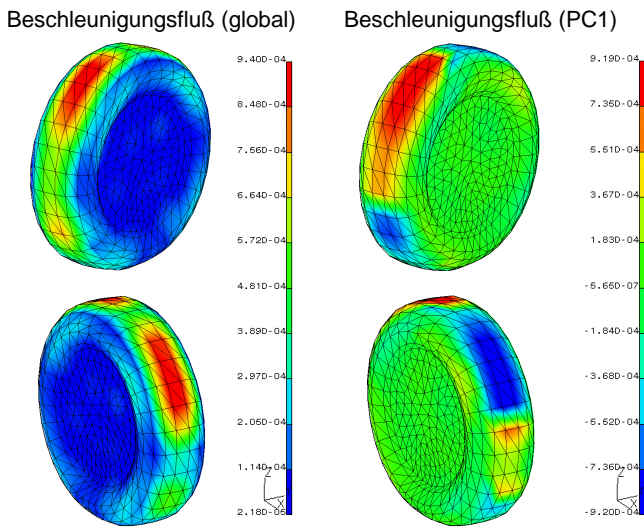 Beschleunigungsfluß (global)
Beschleunigungsfluß (PC1)
9.40D-04
8.48D-04
7.56D-04
6.64D-04
5.72D-04
4.81D-04
3.89D-04
2.97D-04
2.05D-04
1.14D-04
2.18D-05
Z
X
9.19D-04
7.35D-04
5.51D-04
3.67D-04
1.83D-04
-5.65D-07
-1.84D-04
-3.68D-04
-5.52D-04
-7.36D-04
-9.20D-04
Z
X